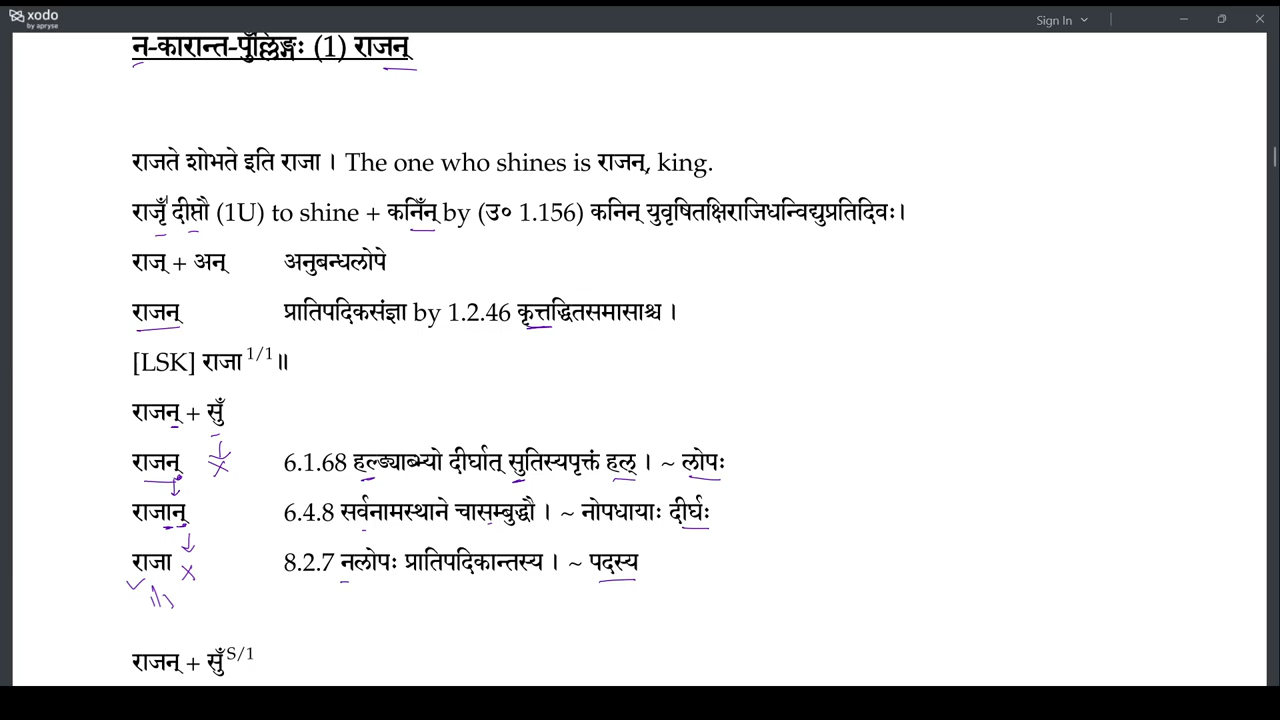 xodo
by apryse
Sign In
न-कारान्त-पुँल्लिङ्गः (1) राजन्
राजते शोभते इति राजा । The one who shines is राजन्, king.
राजृँ दीप्तौ (1U) to shine + कनिँन् by (उ० 1.156) कनिन् युवृषितक्षिराजिधन्विद्युप्रतिदिवः।
राज् + अन् अनुबन्धलोपे
राजन् प्रातिपदिकसंज्ञा by 1.2.46 कृत्तद्धितसमासाश्च ।
[LSK] राजा 1/1 ॥
राजन् + सुँ
राजन् 6.1.68 हल्ङ्याब्भ्यो दीर्घात् सुतिस्यपृक्तं हल् । ~ लोपः
राजान् 6.4.8 सर्वनामस्थाने चासम्बुद्धौ । ~ नोपधायाः दीर्घः
राजा 8.2.7 नलोपः प्रातिपदिकान्तस्य । ~ पदस्य
राजन् + सुँ S/1